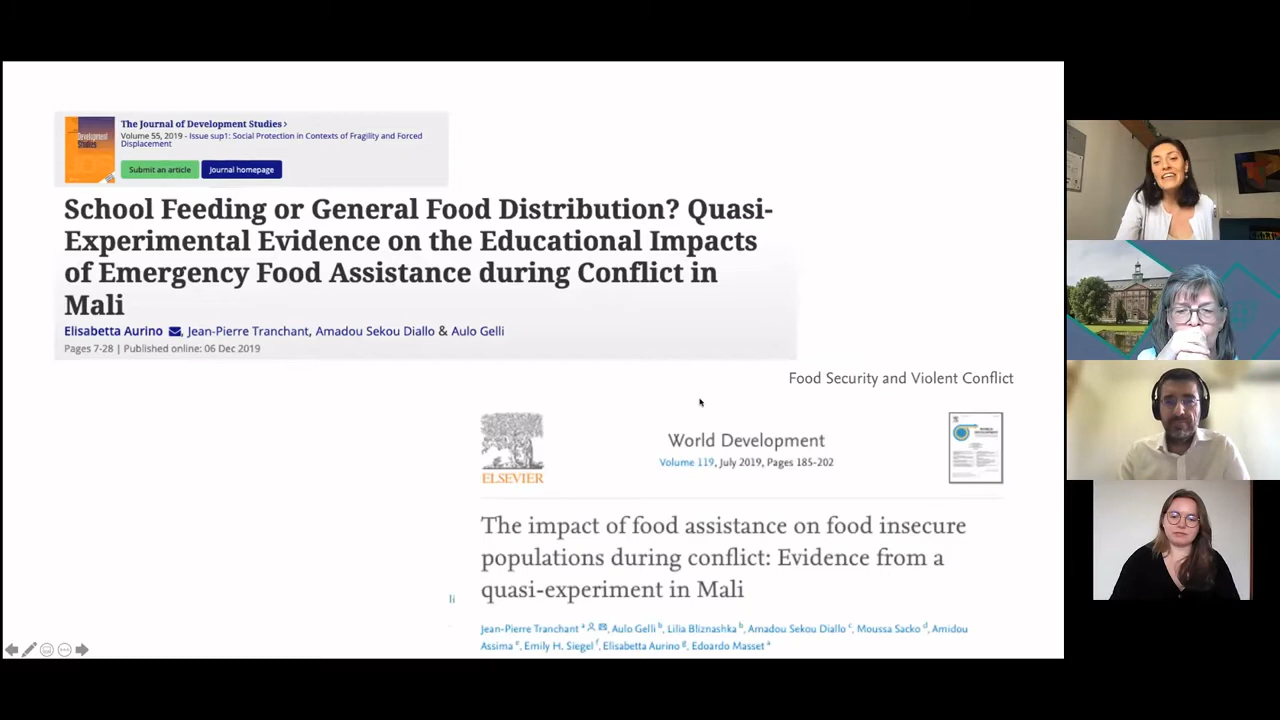 The Journal of Development Studies >
Volume 55, 2019 - Issue sup1: Social Protection in Contexts of Fragility and Forced
Displacement
Submit an article
Journal homepage
School Feeding or General Food Distribution? Quasi-
Experimental Evidence on the Educational Impacts
of Emergency Food Assistance during Conflict in
Mali
Elisabetta Aurino, Jean-Pierre Tranchant, Amadou Sekou Diallo & Aulo Gelli
Pages 7-28 | Published online: 06 Dec 2019
Food Security and Violent Conflict
ELSEVIER
World Development
Volume 119, July 2019, Pages 185-202
The impact of food assistance on food insecure
populations during conflict: Evidence from a
quasi-experiment in Mali
li
Jean-Pierre Tranchant a, Aulo Gelli b, Lilia Bliznashka b, Amadou Sekou Diallo c, Moussa Sacko d, Amidou
Assima e, Emily H. Siegel f, Elisabetta Aurino g, Edoardo Masset a